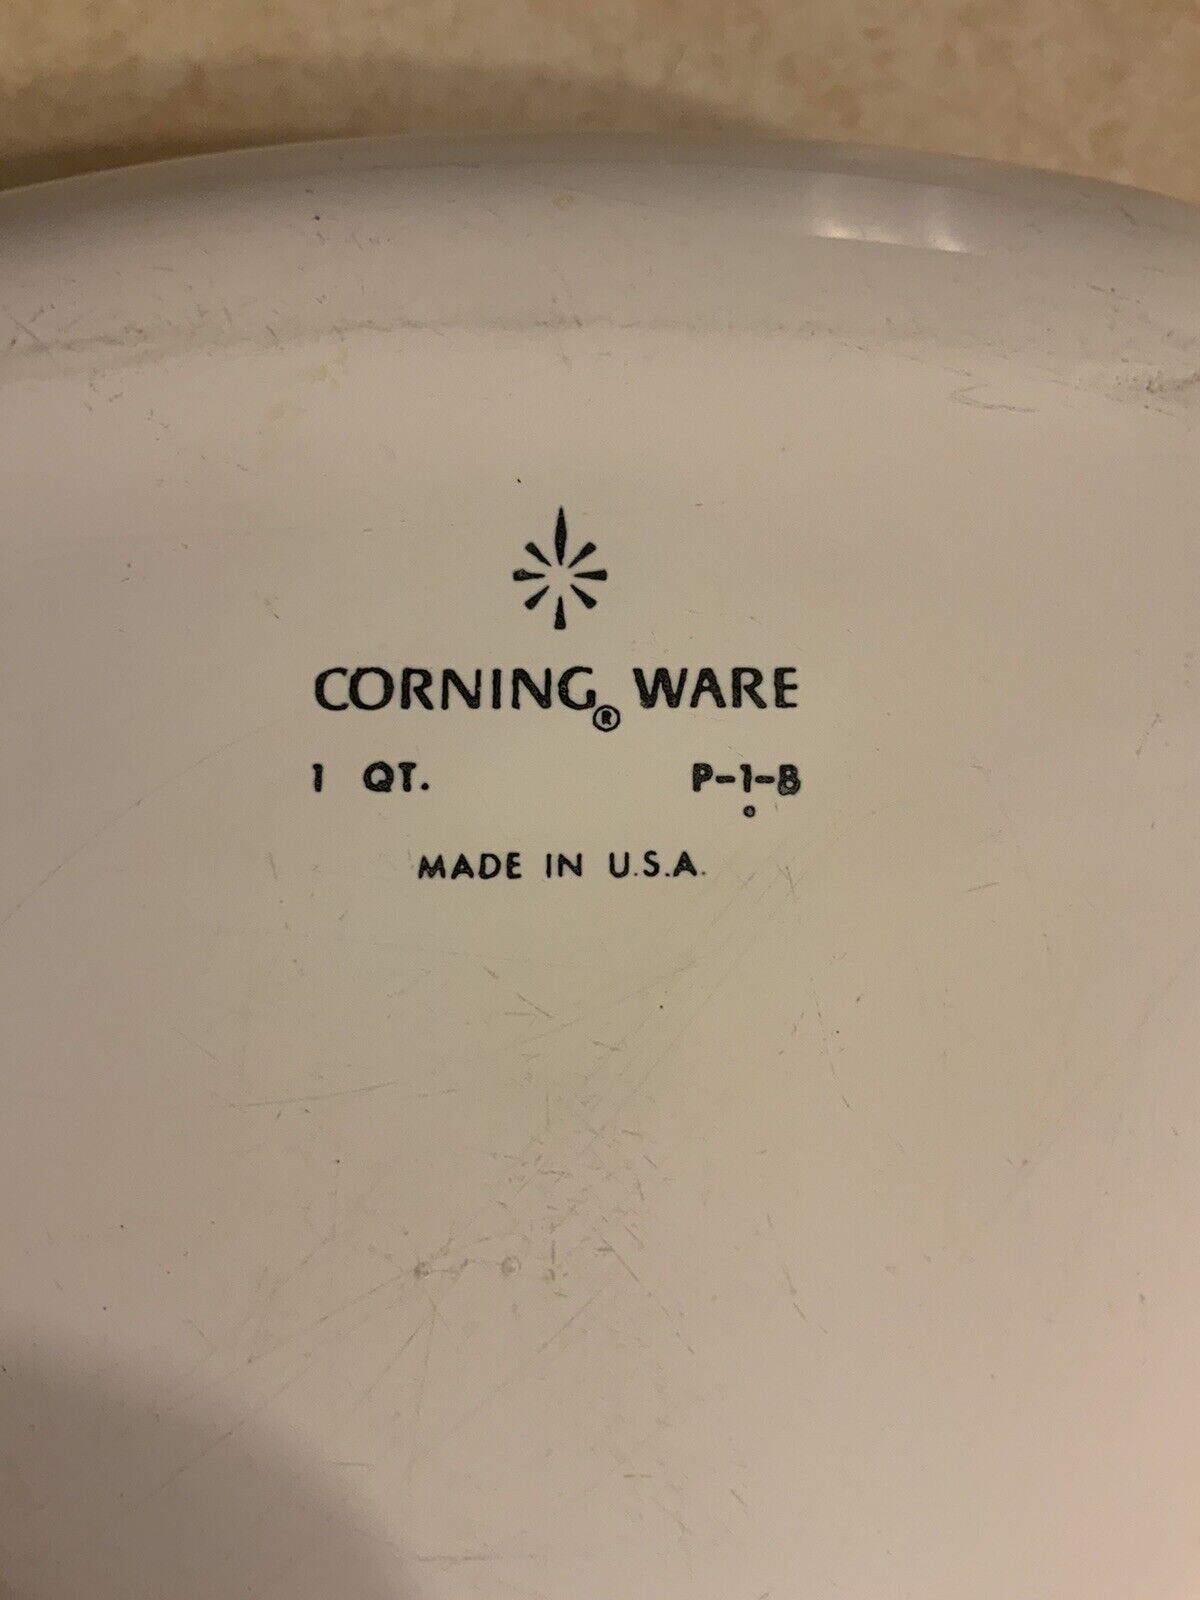 CORNING® WARE
1 QT. P-1-B
MADE IN U.S.A.